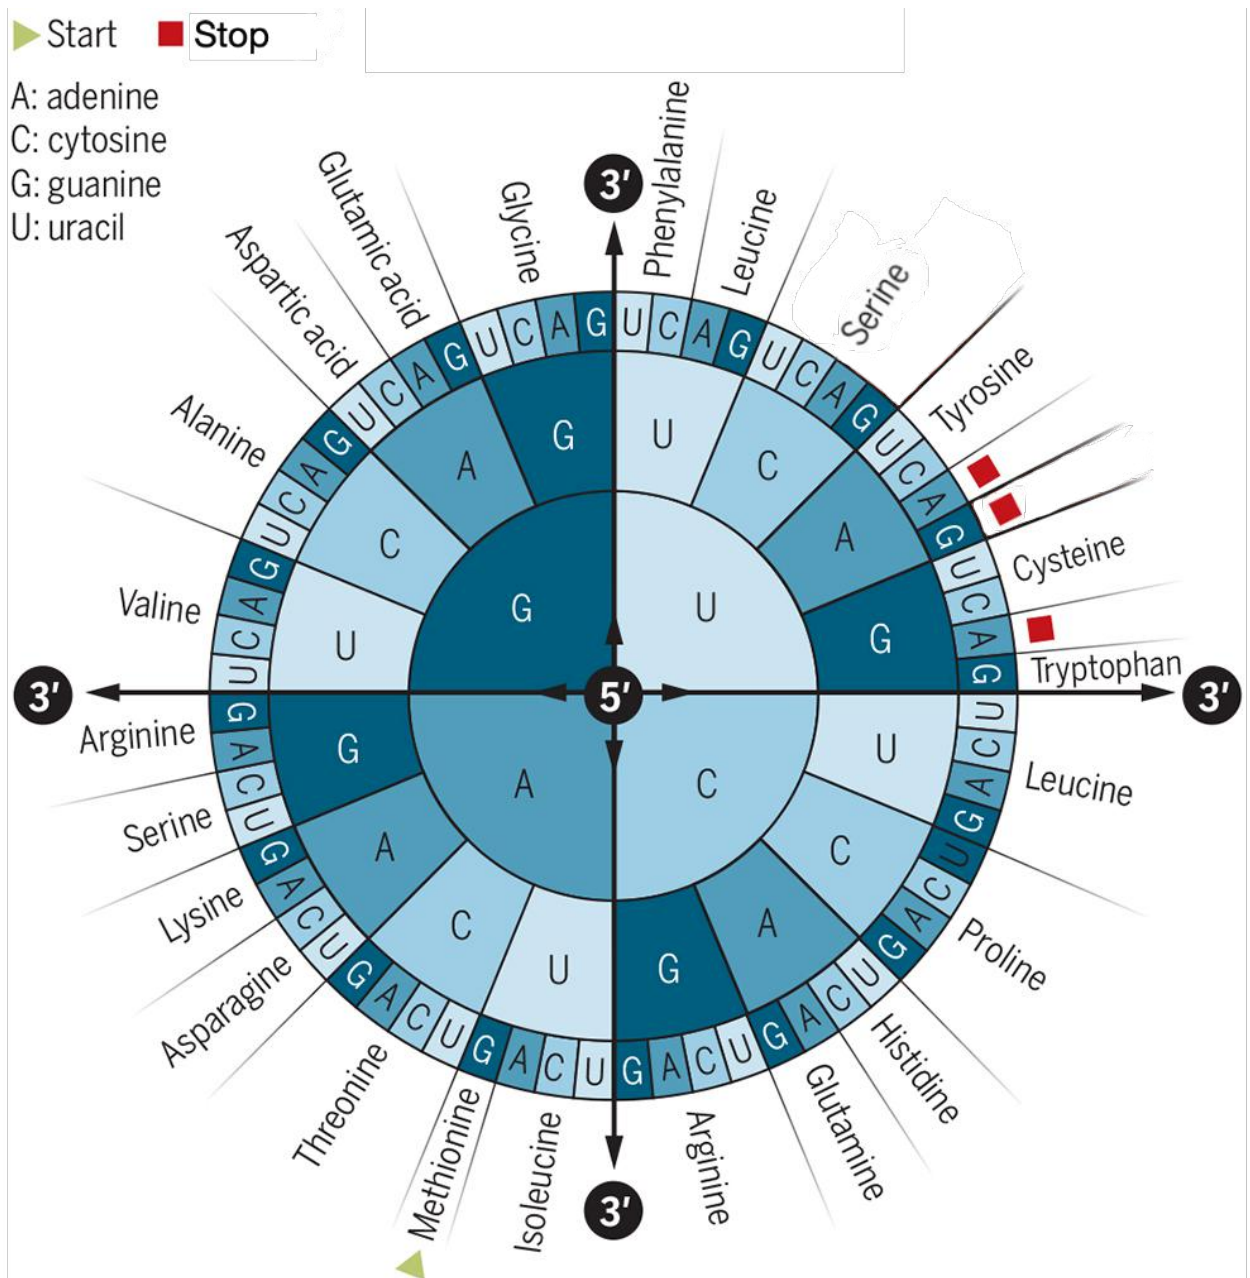 Start Stop
A: adenine
C: cytosine
G: guanine
U: uracil
3′
Phenylalanine
Leucine
Serine
Tyrosine
Cysteine
Tryptophan
3′
Leucine
Proline
Histidine
Glutamine
Arginine
3′
Isoleucine
Methionine
Threonine
Asparagine
Lysine
Serine
Arginine
3′
Valine
Alanine
Aspartic acid
Glutamic acid
Glycine
U C A G U C A G U C A G U C A G
U C A G U C A G U C A G U C A G
U C A G U C A G U C A G U C A G
U C A G U C A G U C A G U C A G
U C A G
U C A G
G A C U
G A C U
U
C
A
G
5′